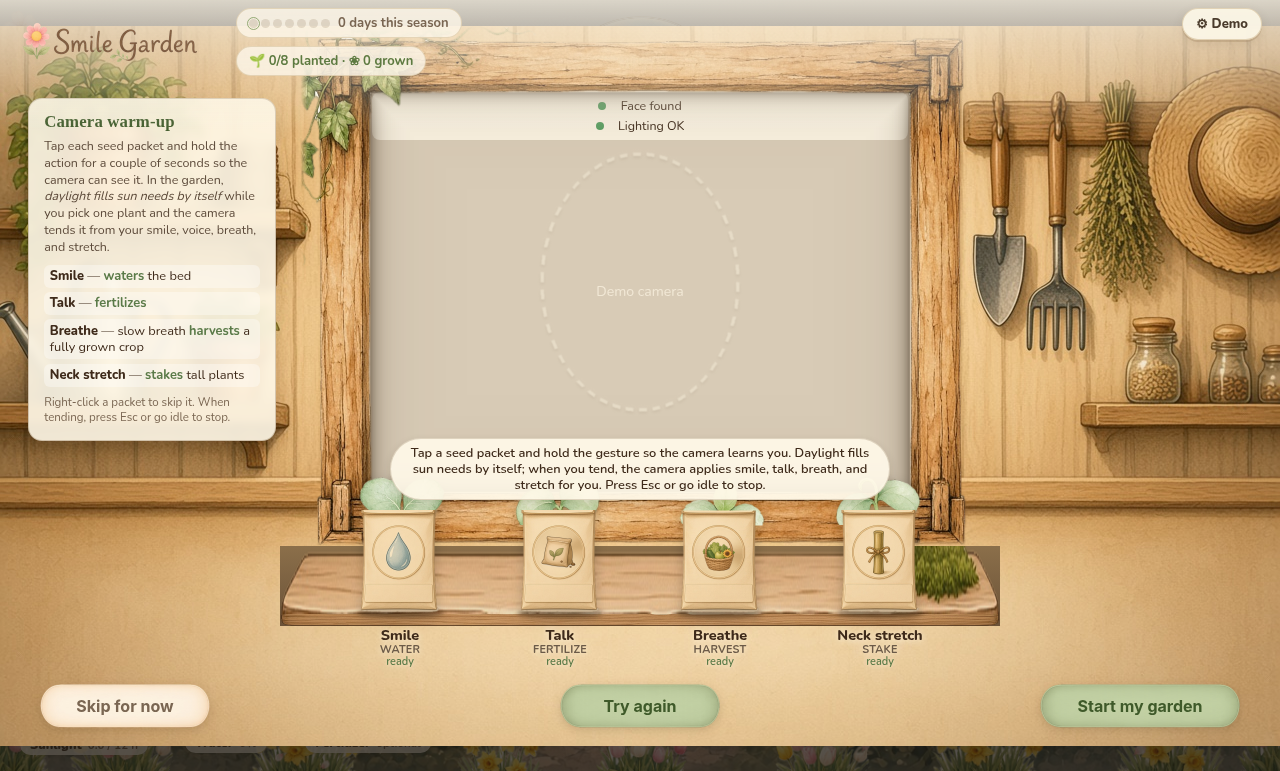 Smile Garden
0 days this season
0/8 planted · ❀ 0 grown
⚙ Demo
Camera warm-up
Tap each seed packet and hold the
action for a couple of seconds so the
camera can see it. In the garden,
daylight fills sun needs by itself while
you pick one plant and the camera
tends it from your smile, voice, breath,
and stretch.
Smile — waters the bed
Talk — fertilizes
Breathe — slow breath harvests a
fully grown crop
Neck stretch — stakes tall plants
Right-click a packet to skip it. When
tending, press Esc or go idle to stop.
Face found
Lighting OK
Demo camera
Tap a seed packet and hold the gesture so the camera learns you. Daylight fills
sun needs by itself; when you tend, the camera applies smile, talk, breath, and
stretch for you. Press Esc or go idle to stop.
Smile
WATER
ready
Talk
FERTILIZE
ready
Breathe
HARVEST
ready
Neck stretch
STAKE
ready
Skip for now
Try again
Start my garden